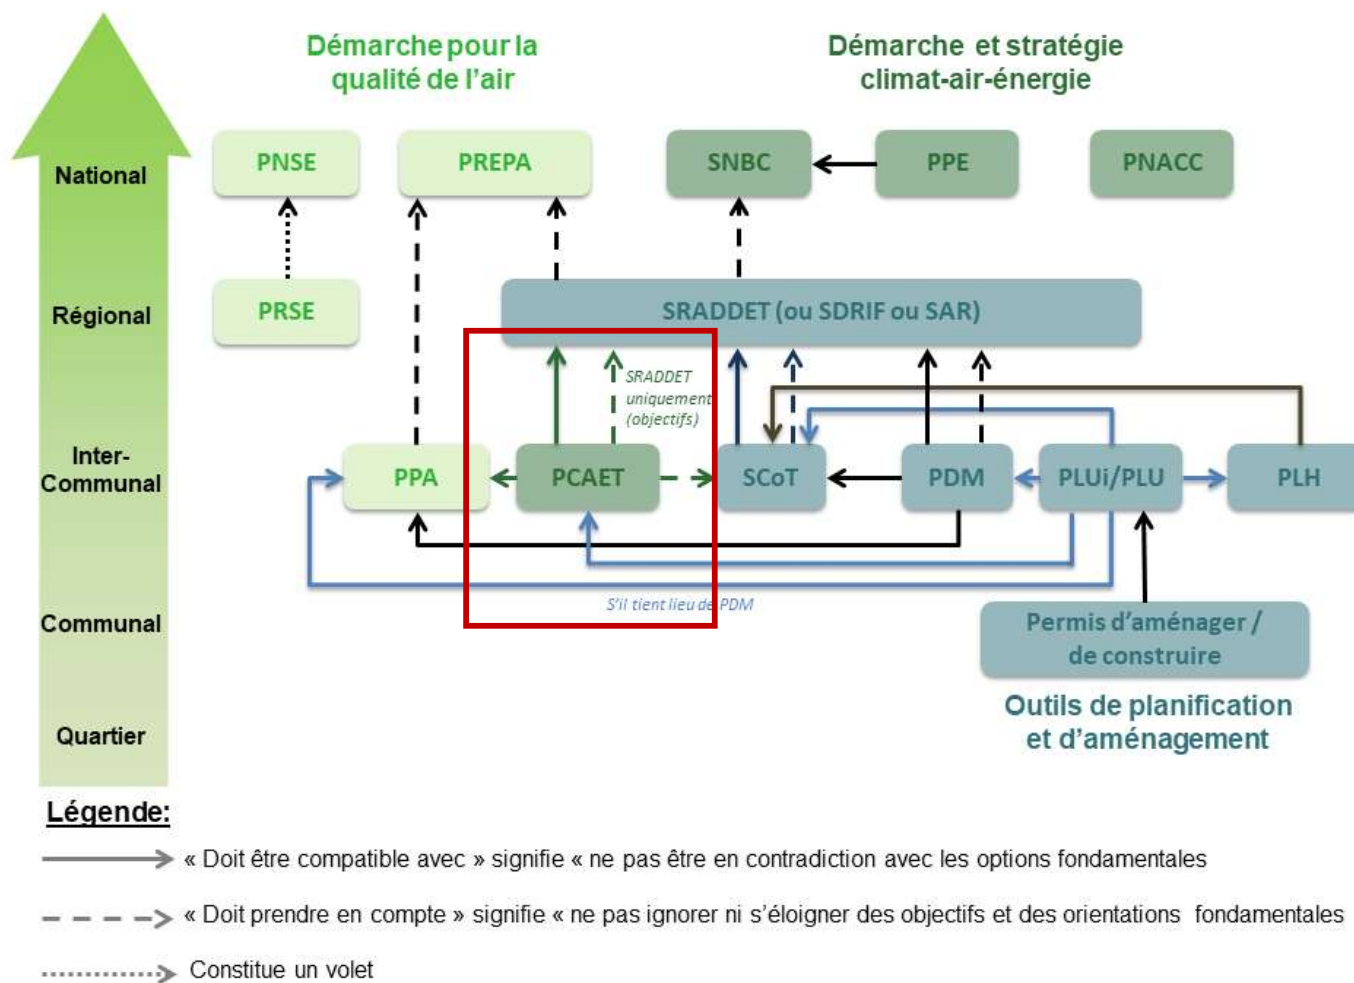 Démarche pour la
qualité de l'air
Démarche et stratégie
climat-air-énergie
National
PNSE
PREPA
SNBC
PPE
PNACC
Régional
PRSE
SRADDET (ou SDRIF ou SAR)
SRADDET
uniquement
(objectifs)
Inter-
Communal
PPA
PCAET
SCoT
PDM
PLUi/PLU
PLH
S'il tient lieu de PDM
Communal
Permis d'aménager /
de construire
Quartier
Outils de planification
et d'aménagement
Légende:
« Doit être compatible avec » signifie « ne pas être en contradiction avec les options fondamentales
« Doit prendre en compte » signifie « ne pas ignorer ni s'éloigner des objectifs et des orientations fondamentales
Constitue un volet